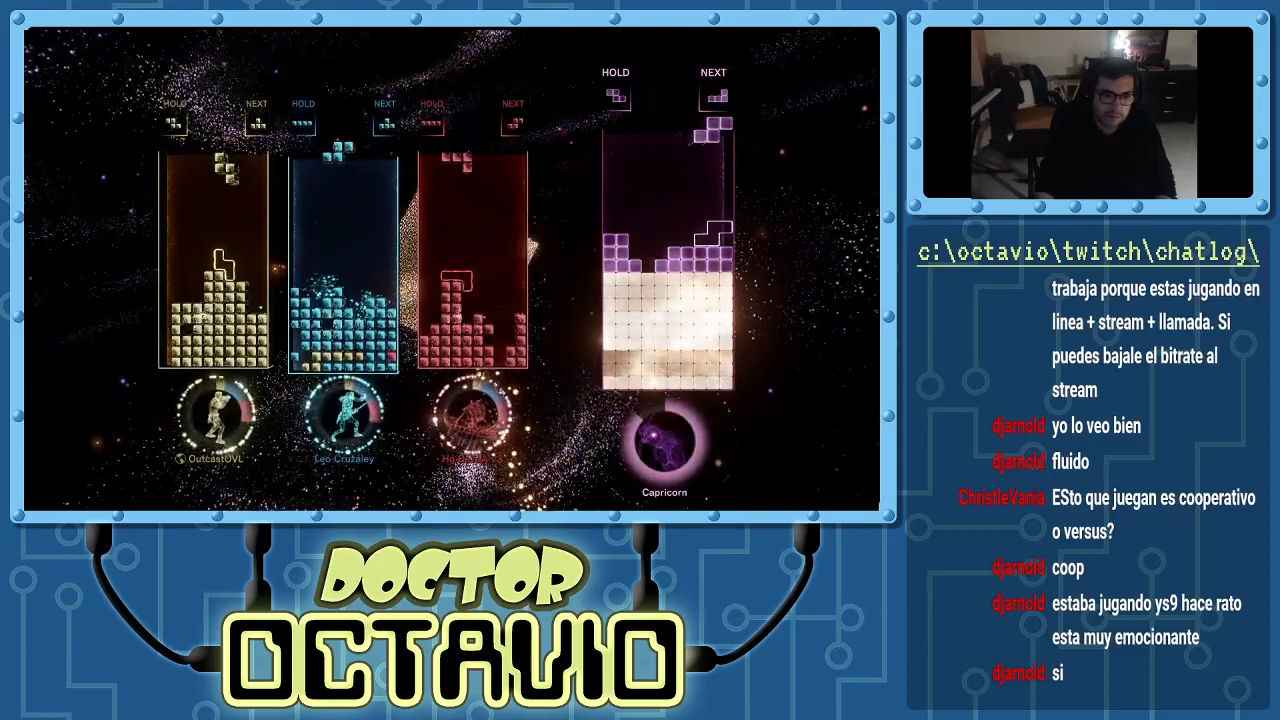 HOLD
NEXT
HOLD
NEXT
HOLD
NEXT
HOLD
NEXT
OutcastOVL
Leo Cruzaley
Capricorn
DOCTOR
OCTAVIO
c:\octavio\twitch\chatlog\
trabaja porque estas jugando en
linea + stream + llamada. Si
puedes bajale el bitrate al
stream
djarnold yo lo veo bien
djarnold fluido
ChristleVania ESto que juegan es cooperativo
o versus?
djarnold coop
djarnold estaba jugando ys9 hace rato
esta muy emocionante
djarnold si